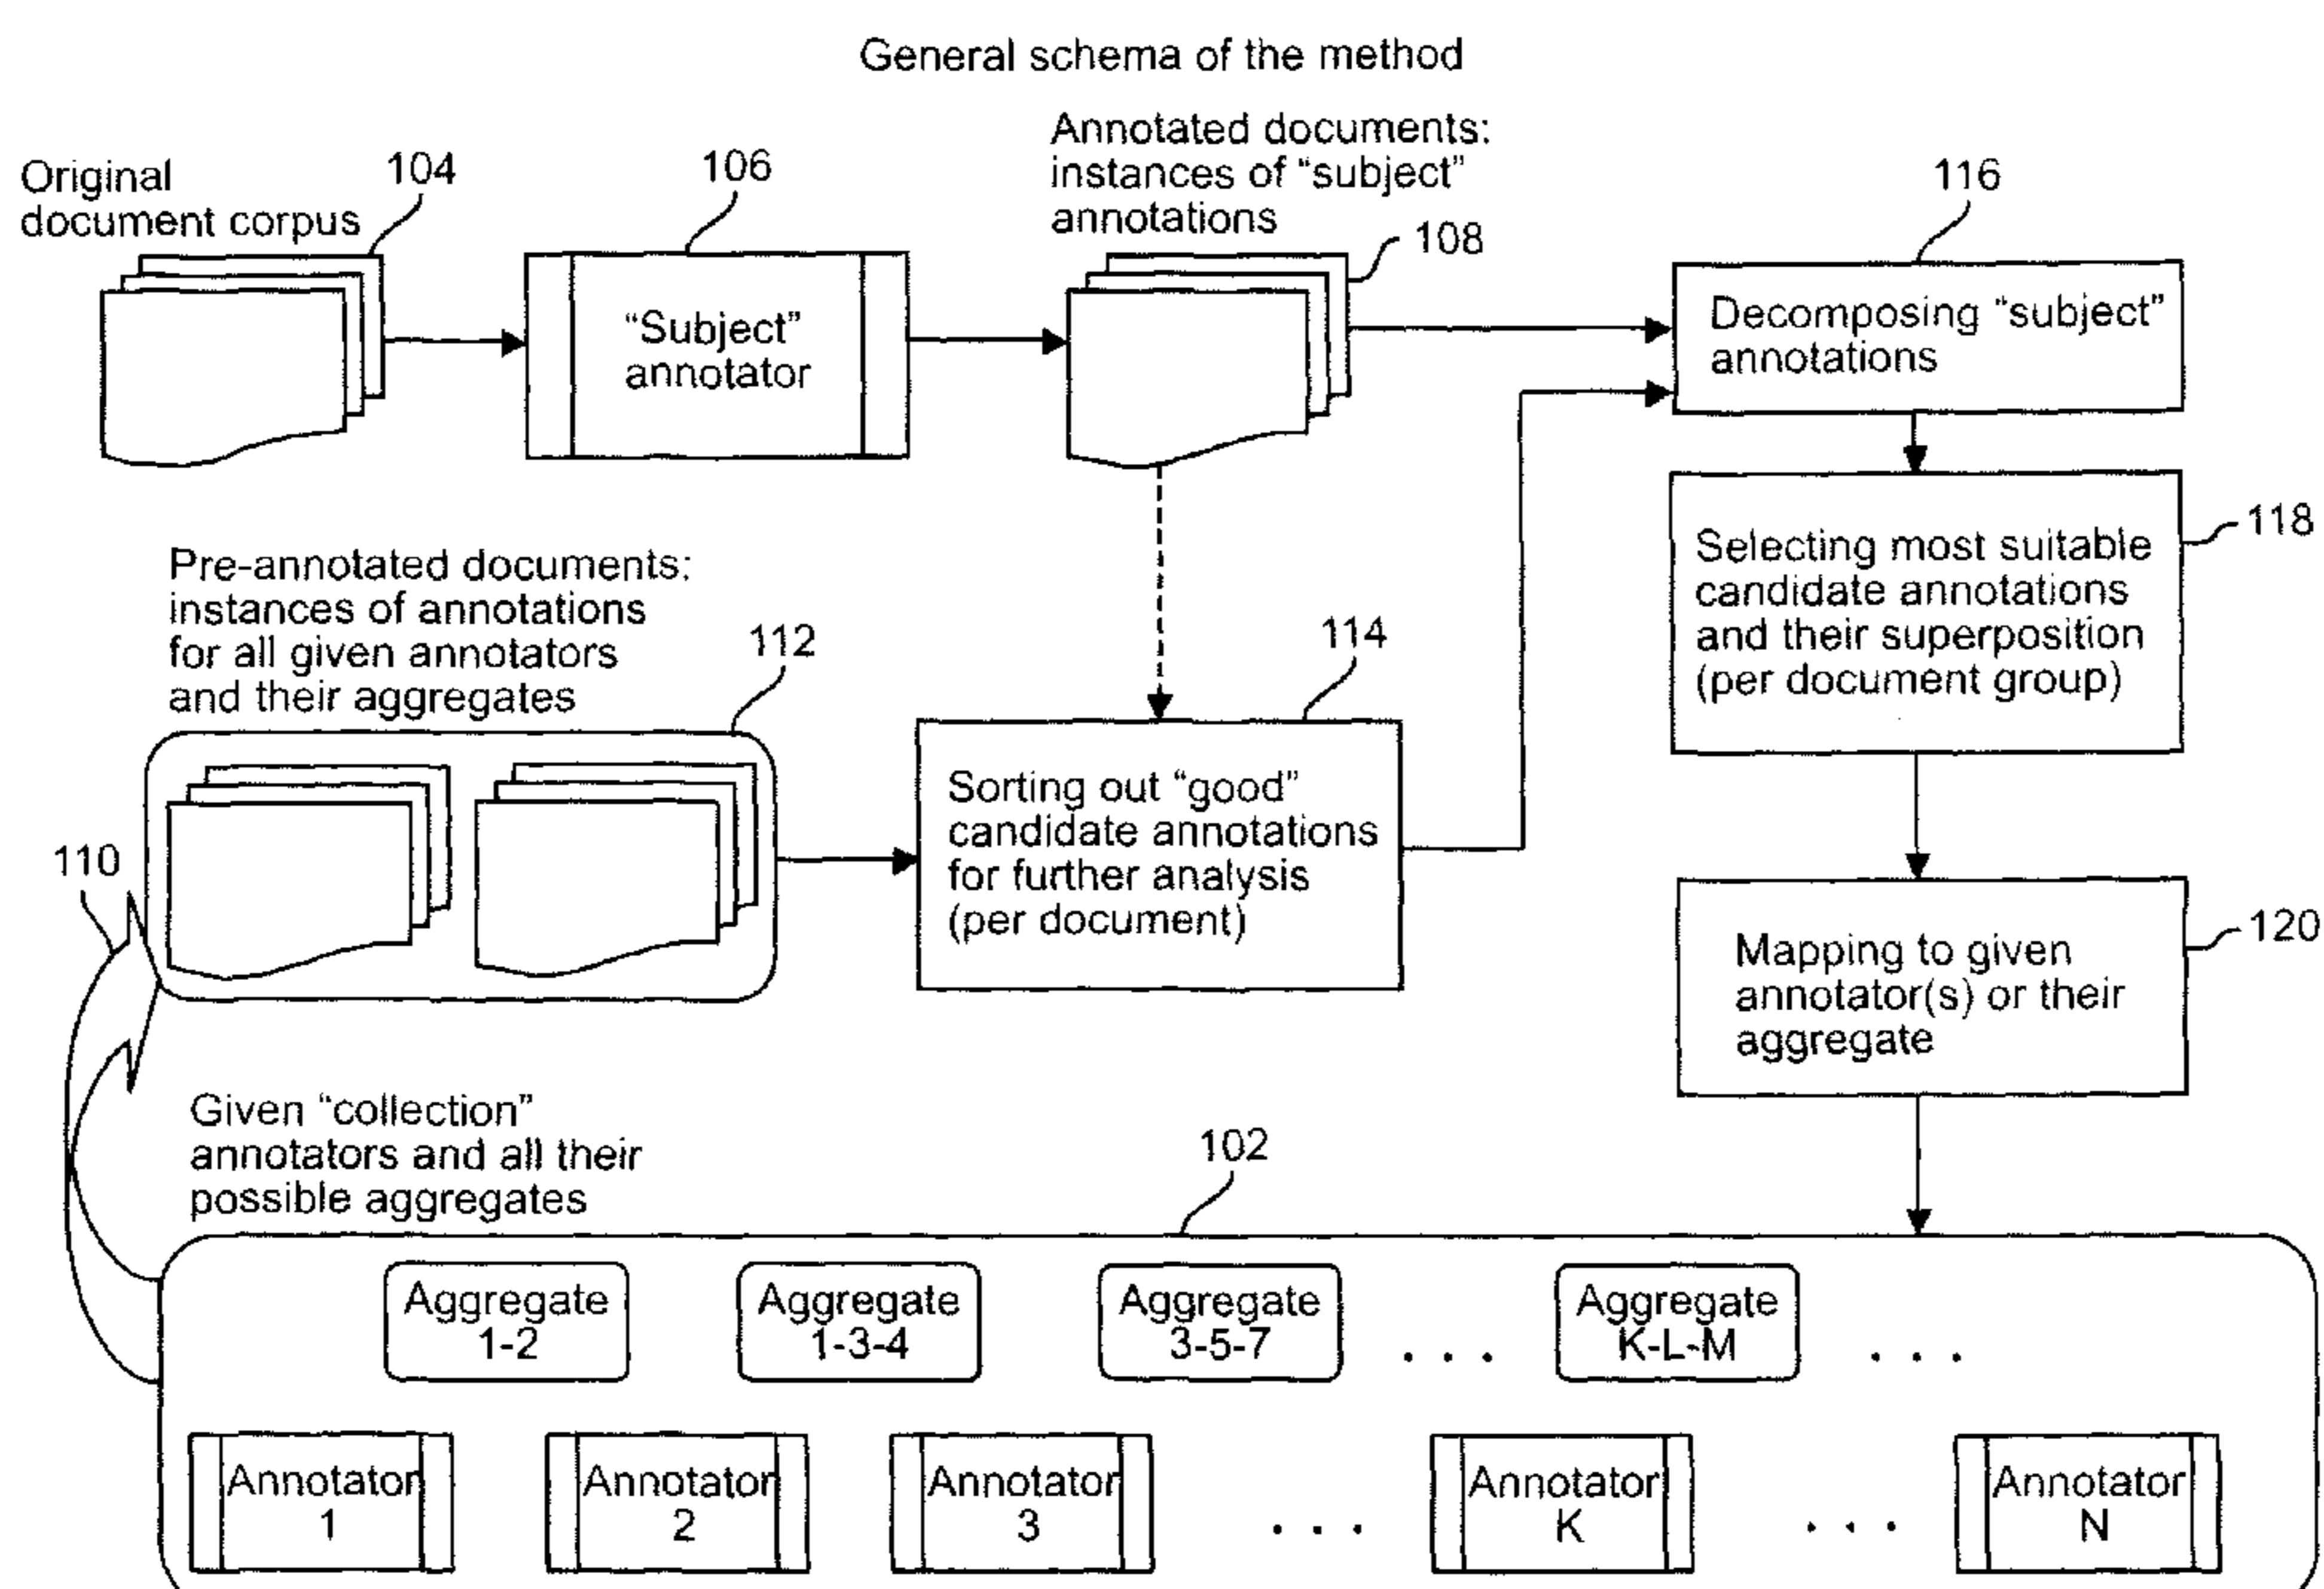 General schema of the method
Original
document corpus
104
106
Annotated documents:
instances of “subject”
annotations
108
116
“Subject”
annotator
Decomposing “subject”
annotations
118
Selecting most suitable
candidate annotations
and their superposition
(per document group)
Pre-annotated documents:
instances of annotations
for all given annotators
and their aggregates
112
114
Sorting out “good”
candidate annotations
for further analysis
(per document)
110
120
Mapping to given
annotator(s) or their
aggregate
Given “collection”
annotators and all their
possible aggregates
102
Aggregate
1-2
Aggregate
1-3-4
Aggregate
3-5-7
. . .
Aggregate
K-L-M
. . .
Annotator
1
Annotator
2
Annotator
3
. . .
Annotator
K
. . .
Annotator
N